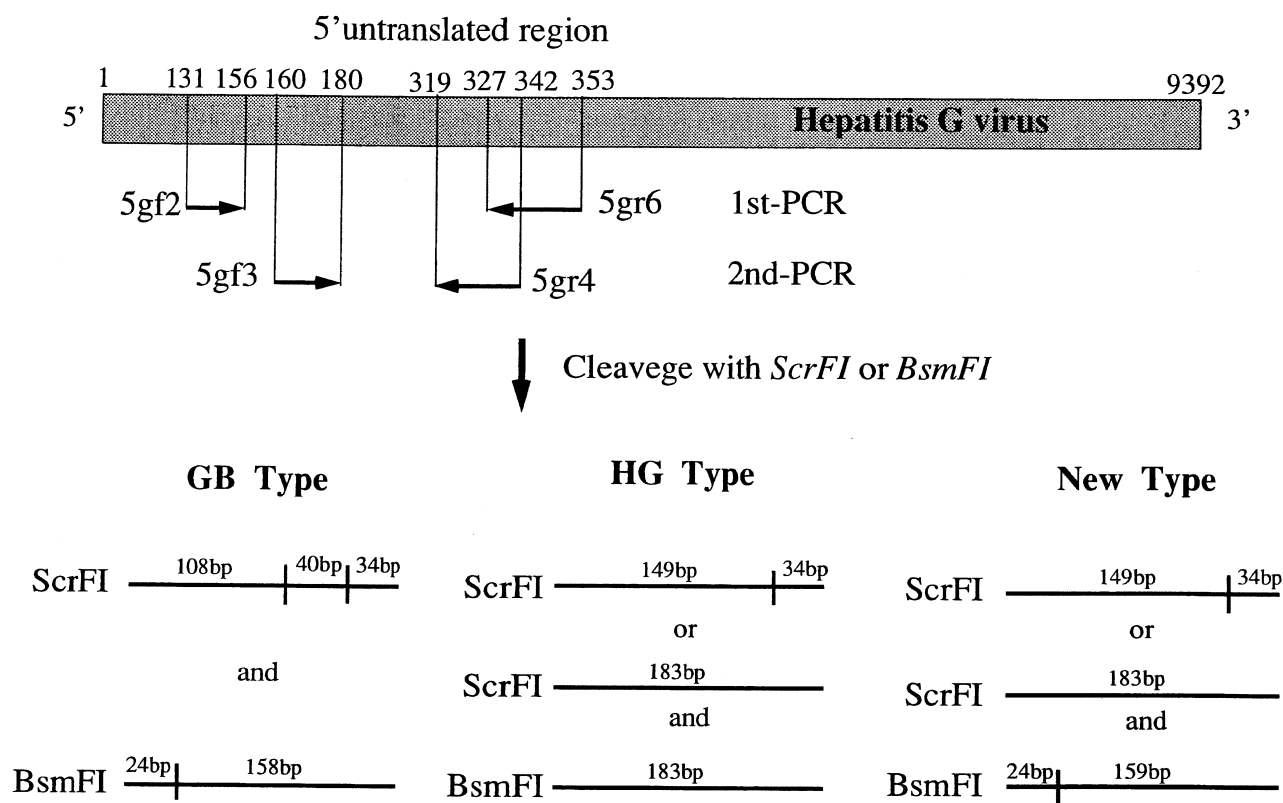 5'untranslated region
1 131 156 160 180 319 327 342 353 9392
5' Hepatitis G virus 3'
5gf2 5gr6 1st-PCR
5gf3 5gr4 2nd-PCR
Cleavege with ScrFI or BsmFI
GB Type HG Type New Type
108bp 40bp 34bp 149bp 34bp 149bp 34bp
ScrFI ScrFI ScrFI
or or
and 183bp 183bp
ScrFI ScrFI
and and
24bp 158bp 183bp 24bp 159bp
BsmFI BsmFI BsmFI